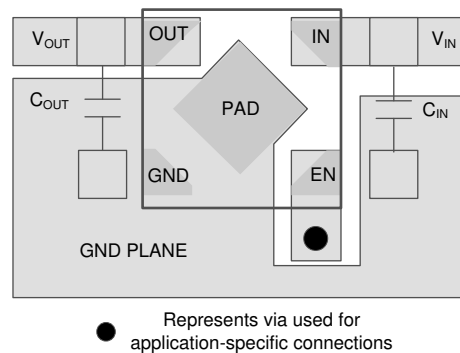 VOUT OUT IN VIN
COUT PAD CIN
GND EN
GND PLANE
Represents via used for
application-specific connections